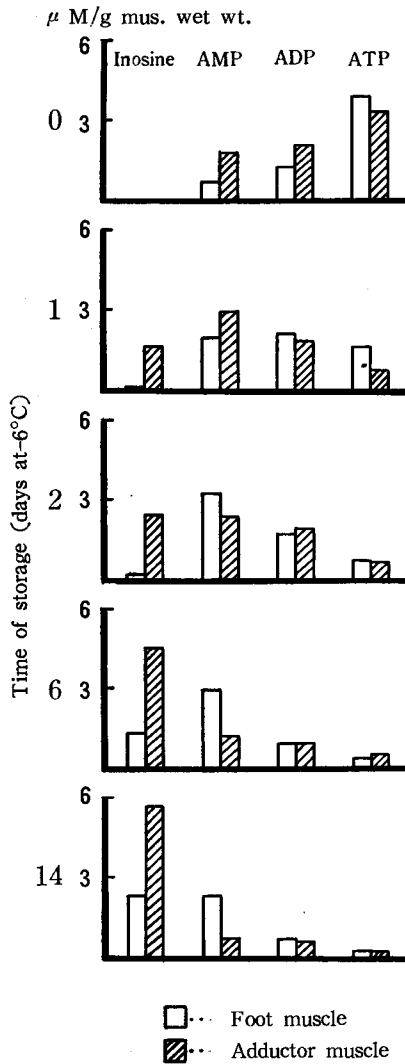 μ M/g mus. wet wt.
6
Inosine AMP ADP ATP
0 3
6
1 3
6
2 3
6
6 3
6
14 3
Time of storage (days at-6°C)
Foot muscle
Adductor muscle